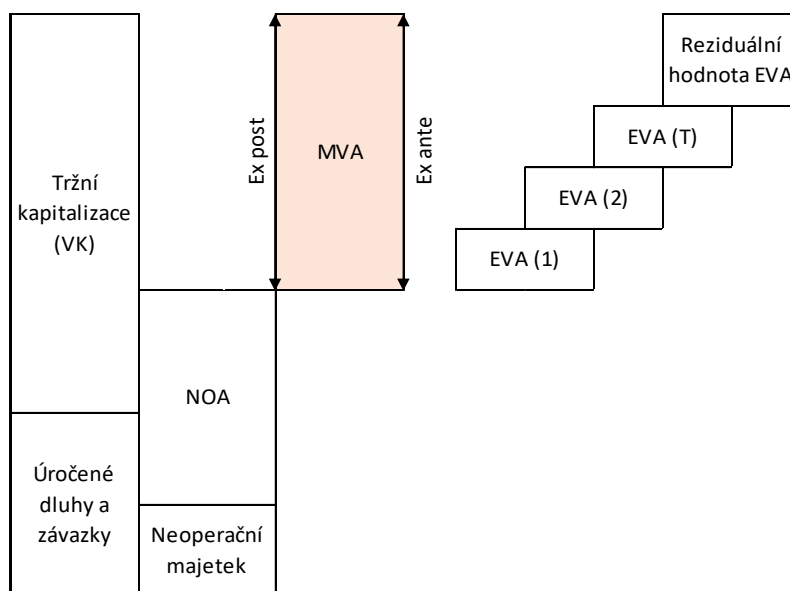 Tržní
kapitalizace
(VK)
Úročené
dluhy a
závazky
NOA
Neoperační
majetek
Ex post
MVA
Ex ante
Reziduální
hodnota EVA
EVA (T)
EVA (2)
EVA (1)